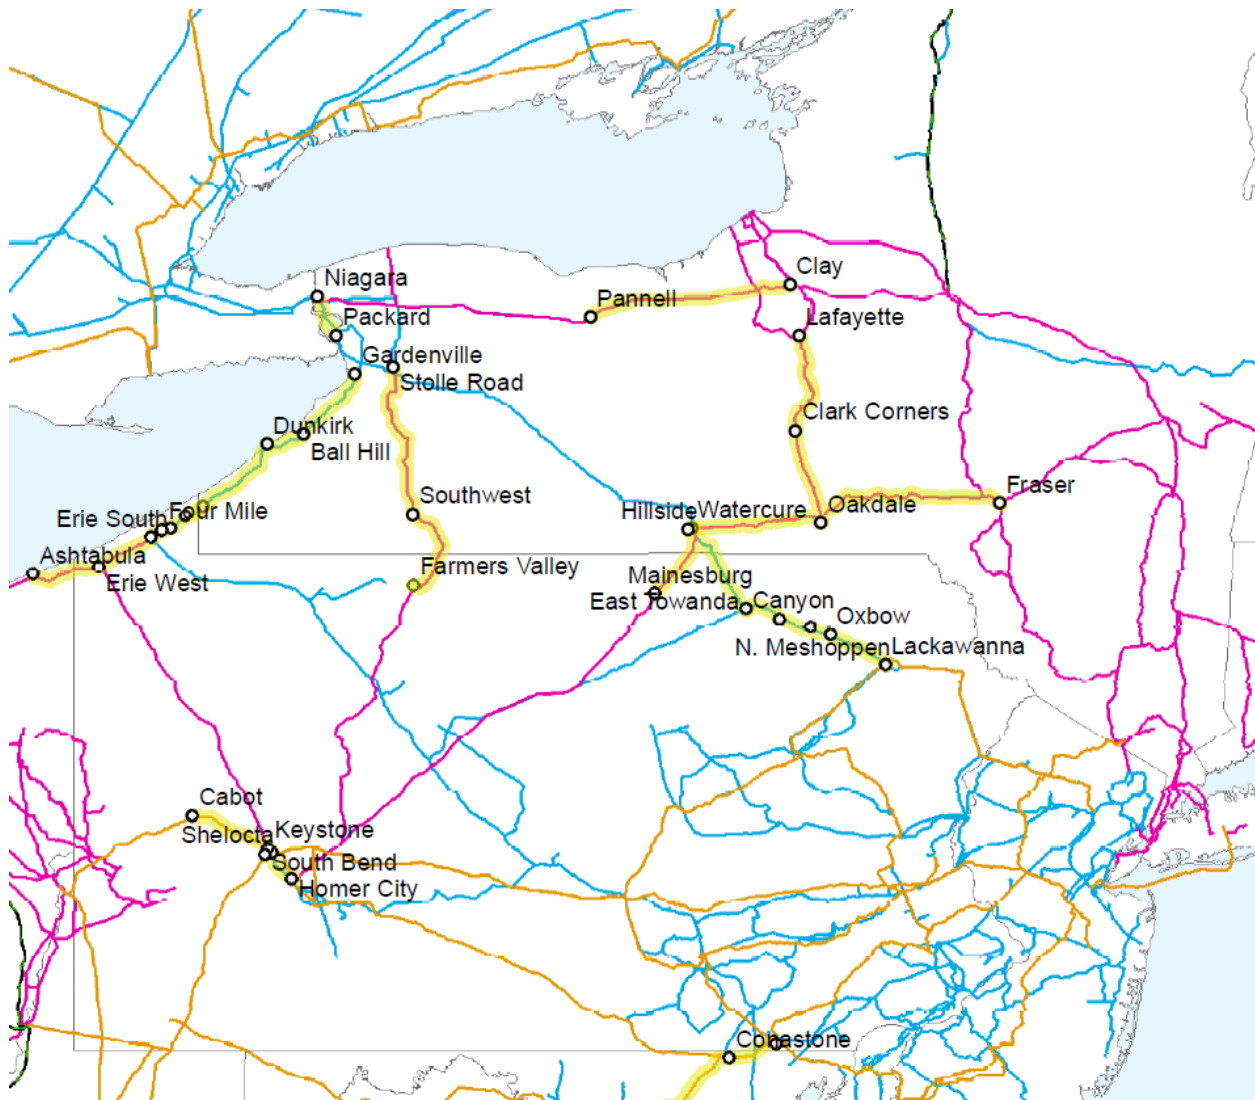 Clay
Niagara
Pannell
Packard
Lafayette
Gardenville
Stolle Road
Clark Corners
Dunkirk
Ball Hill
Southwest
Fraser
Oakdale
Hillside
Watercure
Erie South
Four Mile
Ashtabula
Erie West
Farmers Valley
Mainesburg
East Towanda
Canyon
Oxbow
N. Meshoppen
Lackawanna
Cabot
Shelocta
Keystone
South Bend
Homer City
Conastone